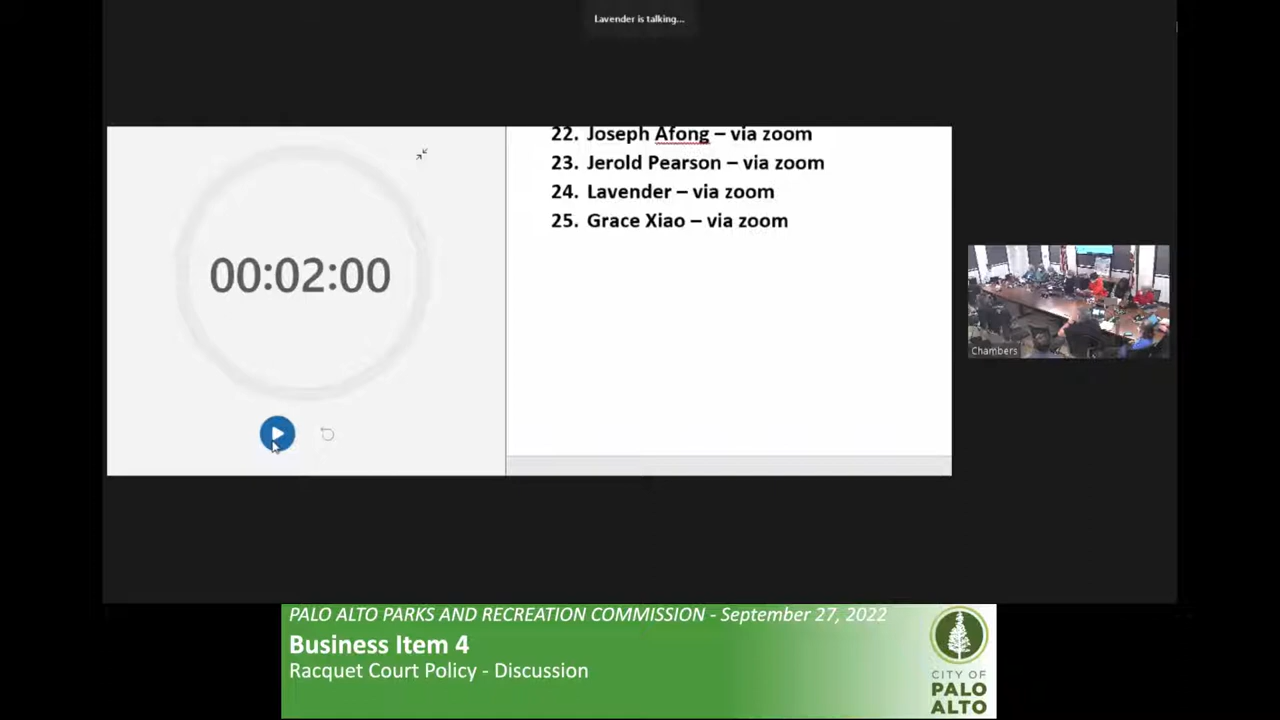 Lavender is talking...
22. Joseph Afong – via zoom
23. Jerold Pearson – via zoom
24. Lavender – via zoom
25. Grace Xiao – via zoom
00:02:00
Chambers
PALO ALTO PARKS AND RECREATION COMMISSION - September 27, 2022
Business Item 4
Racquet Court Policy - Discussion
CITY OF
PALO
ALTO